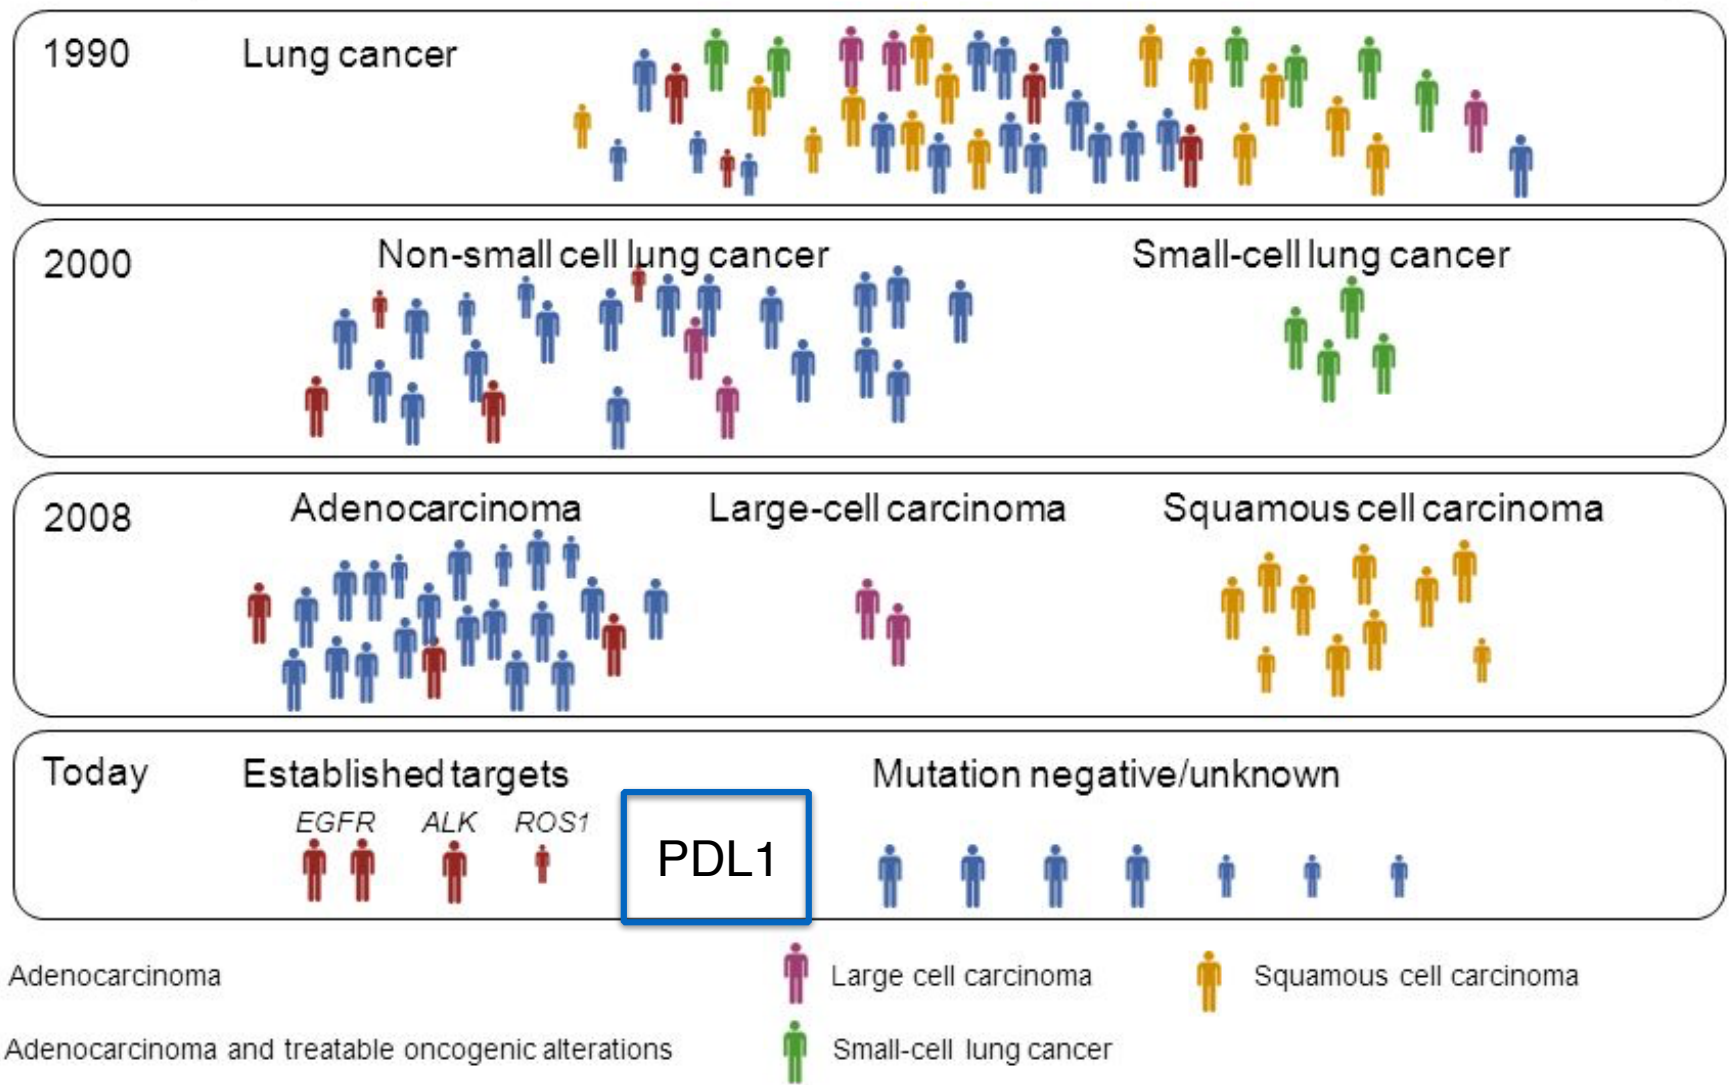 1990 Lung cancer
2000 Non-small cell lung cancer Small-cell lung cancer
2008 Adenocarcinoma Large-cell carcinoma Squamous cell carcinoma
Today Established targets Mutation negative/unknown
EGFR ALK ROS1
PDL1
Adenocarcinoma Large cell carcinoma Squamous cell carcinoma
Adenocarcinoma and treatable oncogenic alterations Small-cell lung cancer